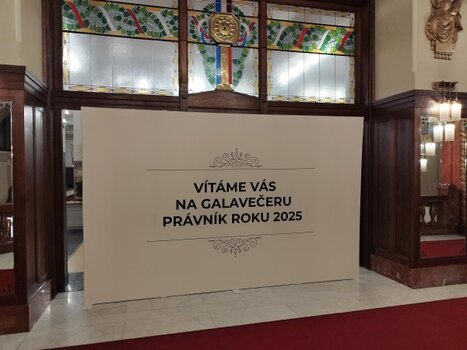 VÍTÁME VÁS
NA GALAVEČERU
PRÁVNÍK ROKU 2025